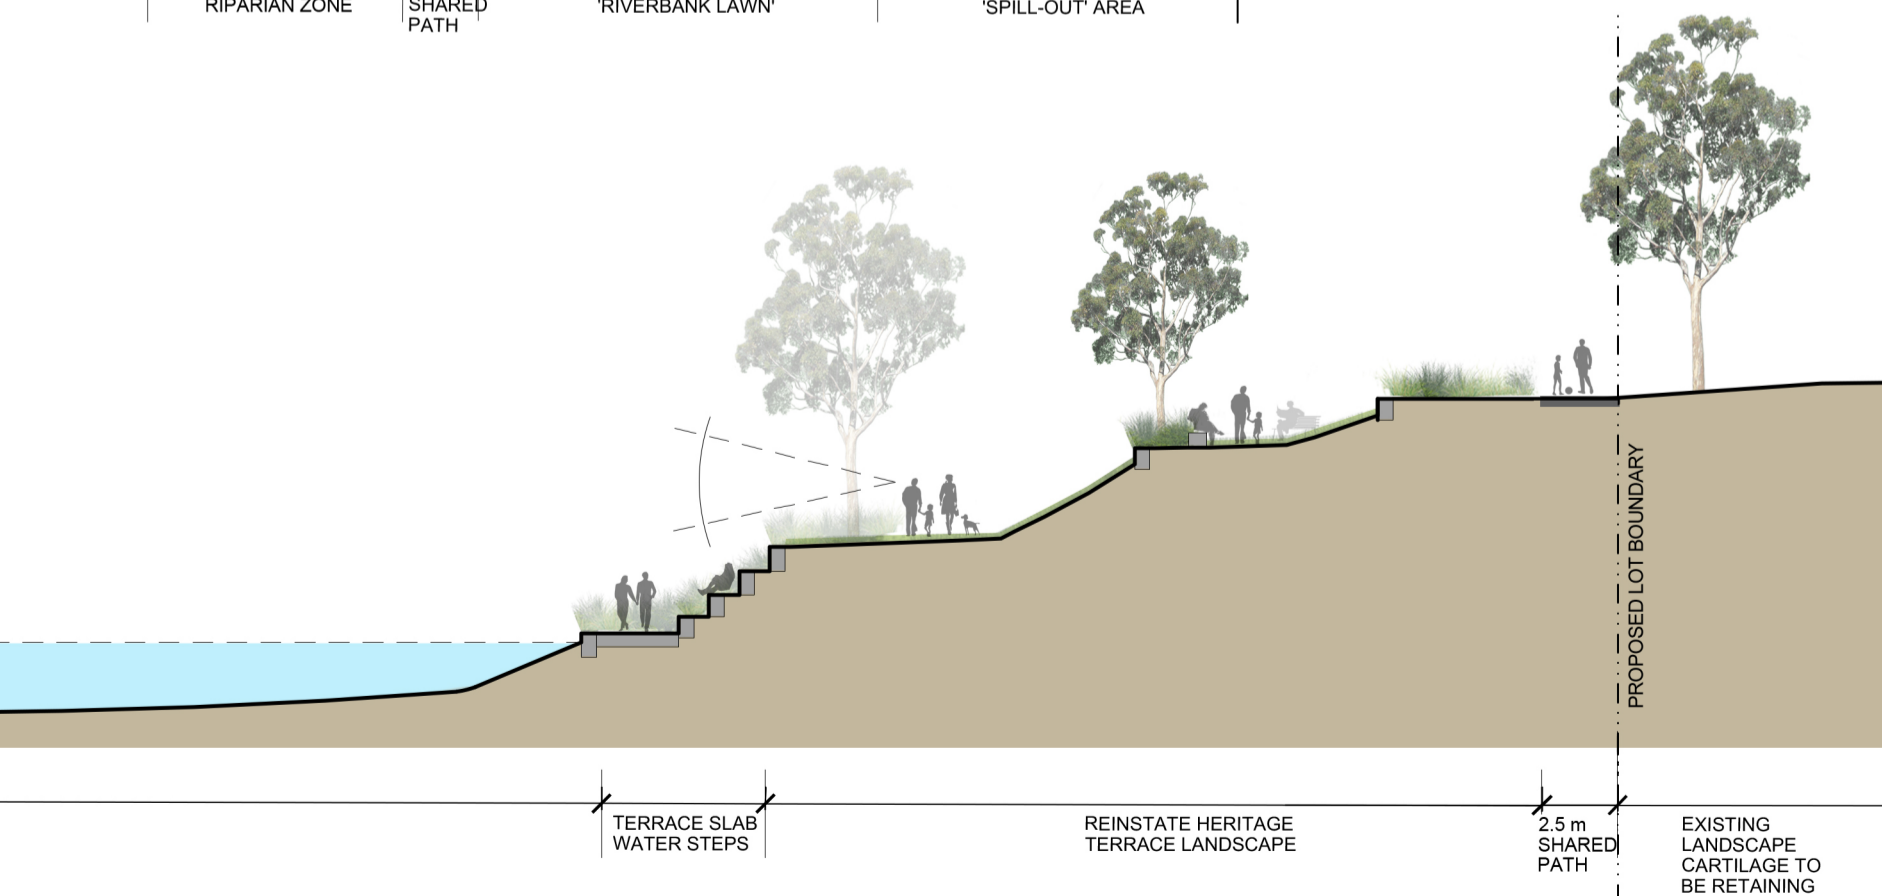 RIPARIAN ZONE
SHARED
PATH
'RIVERBANK LAWN'
'SPILL-OUT' AREA
PROPOSED LOT BOUNDARY
TERRACE SLAB
WATER STEPS
REINSTATE HERITAGE
TERRACE LANDSCAPE
2.5 m
SHARED
PATH
EXISTING
LANDSCAPE
CARTILAGE TO
BE RETAINING